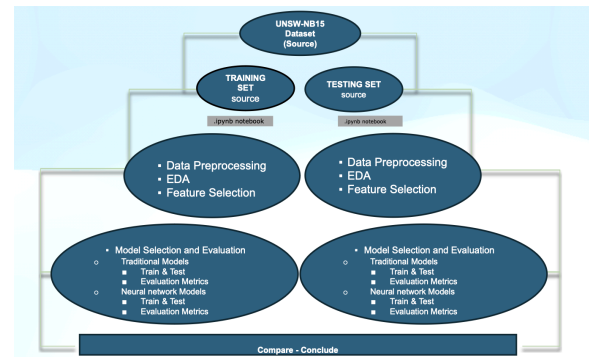 UNSW-NB15
Dataset
(Source)
TRAINING
SET
source
TESTING SET
source
.ipynb notebook
.ipynb notebook
▪ Data Preprocessing
▪ EDA
▪ Feature Selection
▪ Data Preprocessing
▪ EDA
▪ Feature Selection
• Model Selection and Evaluation
o Traditional Models
■ Train & Test
■ Evaluation Metrics
o Neural network Models
■ Train & Test
■ Evaluation Metrics
• Model Selection and Evaluation
o Traditional Models
■ Train & Test
■ Evaluation Metrics
o Neural network Models
■ Train & Test
■ Evaluation Metrics
Compare - Conclude